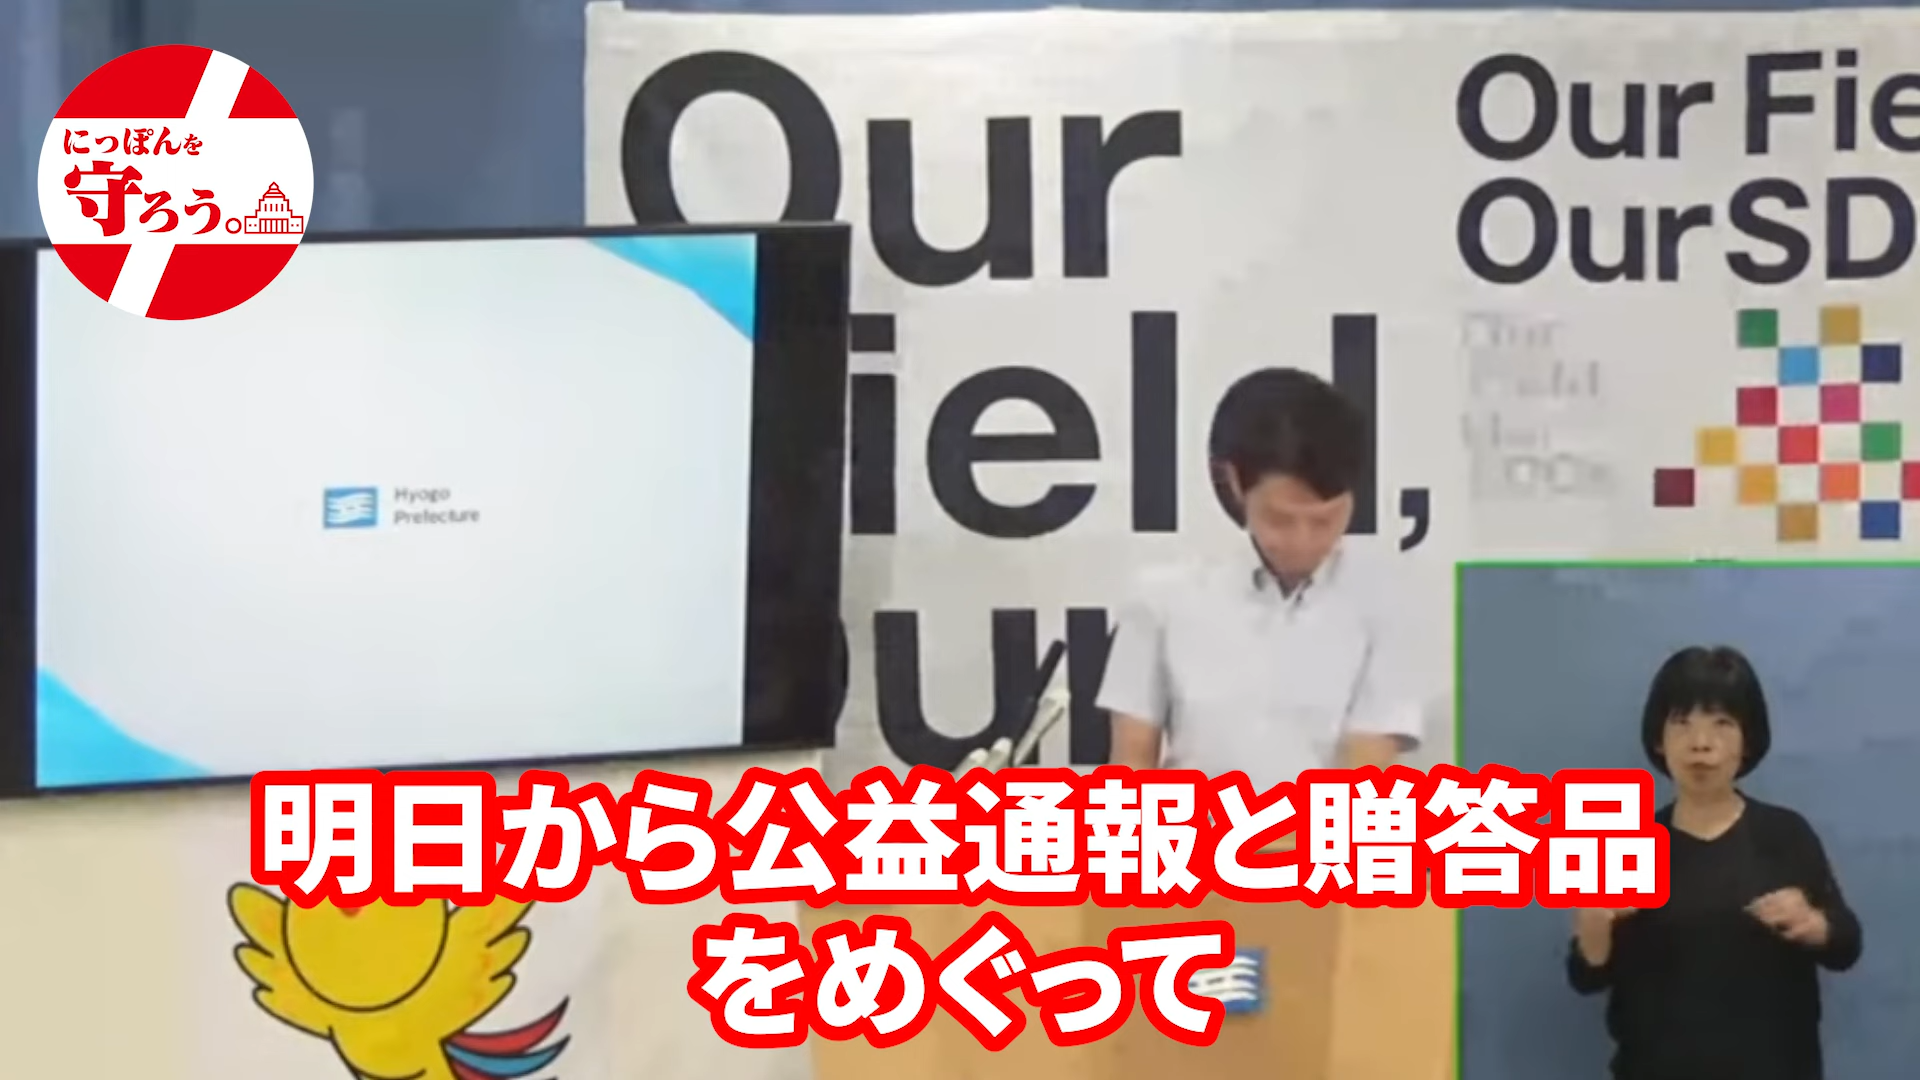 にっぽんを
守ろう。
Our
ield,
our
Our Fie
Our SD
Hyogo
Prefecture
明日から公益通報と贈答品
をめぐって